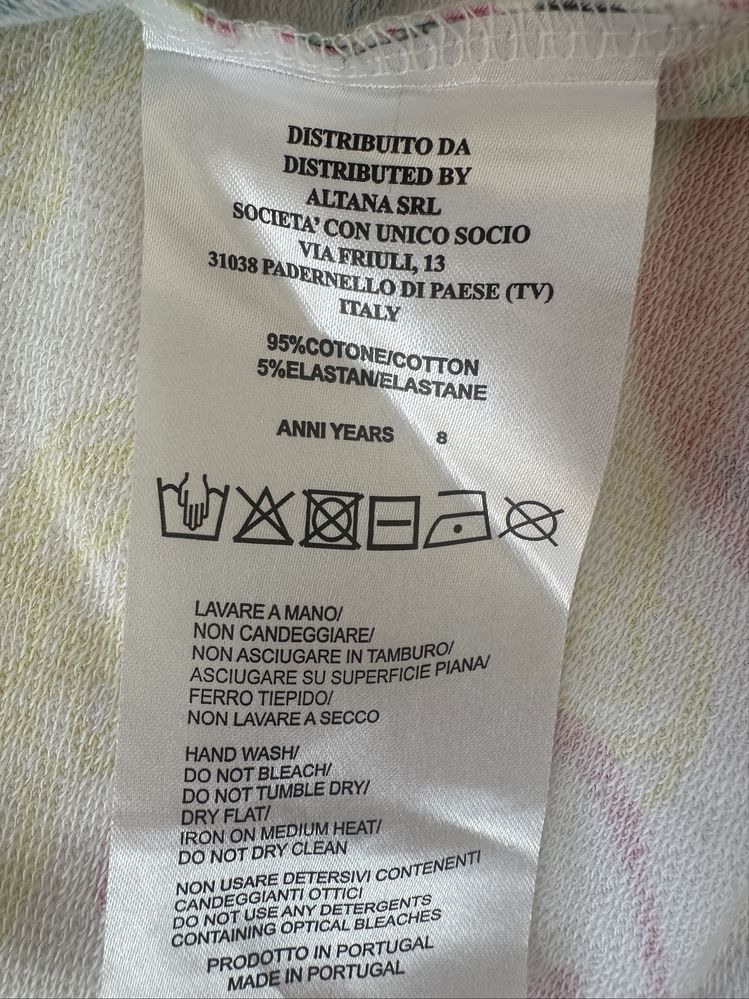 DISTRIBUITO DA
DISTRIBUTED BY
ALTANA SRL
SOCIETA' CON UNICO SOCIO
VIA FRIULI, 13
31038 PADERNELLO DI PAESE (TV)
ITALY
95%COTONE/COTTON
5%ELASTAN/ELASTANE
ANNI YEARS 8
LAVARE A MANO/
NON CANDEGGIARE/
NON ASCIUGARE IN TAMBURO/
ASCIUGARE SU SUPERFICIE PIANA/
FERRO TIEPIDO/
NON LAVARE A SECCO
HAND WASH/
DO NOT BLEACH/
DO NOT TUMBLE DRY/
DRY FLAT/
IRON ON MEDIUM HEAT/
DO NOT DRY CLEAN
NON USARE DETERSIVI CONTENENTI
CANDEGGIANTI OTTICI
DO NOT USE ANY DETERGENTS
CONTAINING OPTICAL BLEACHES
PRODOTTO IN PORTUGAL
MADE IN PORTUGAL